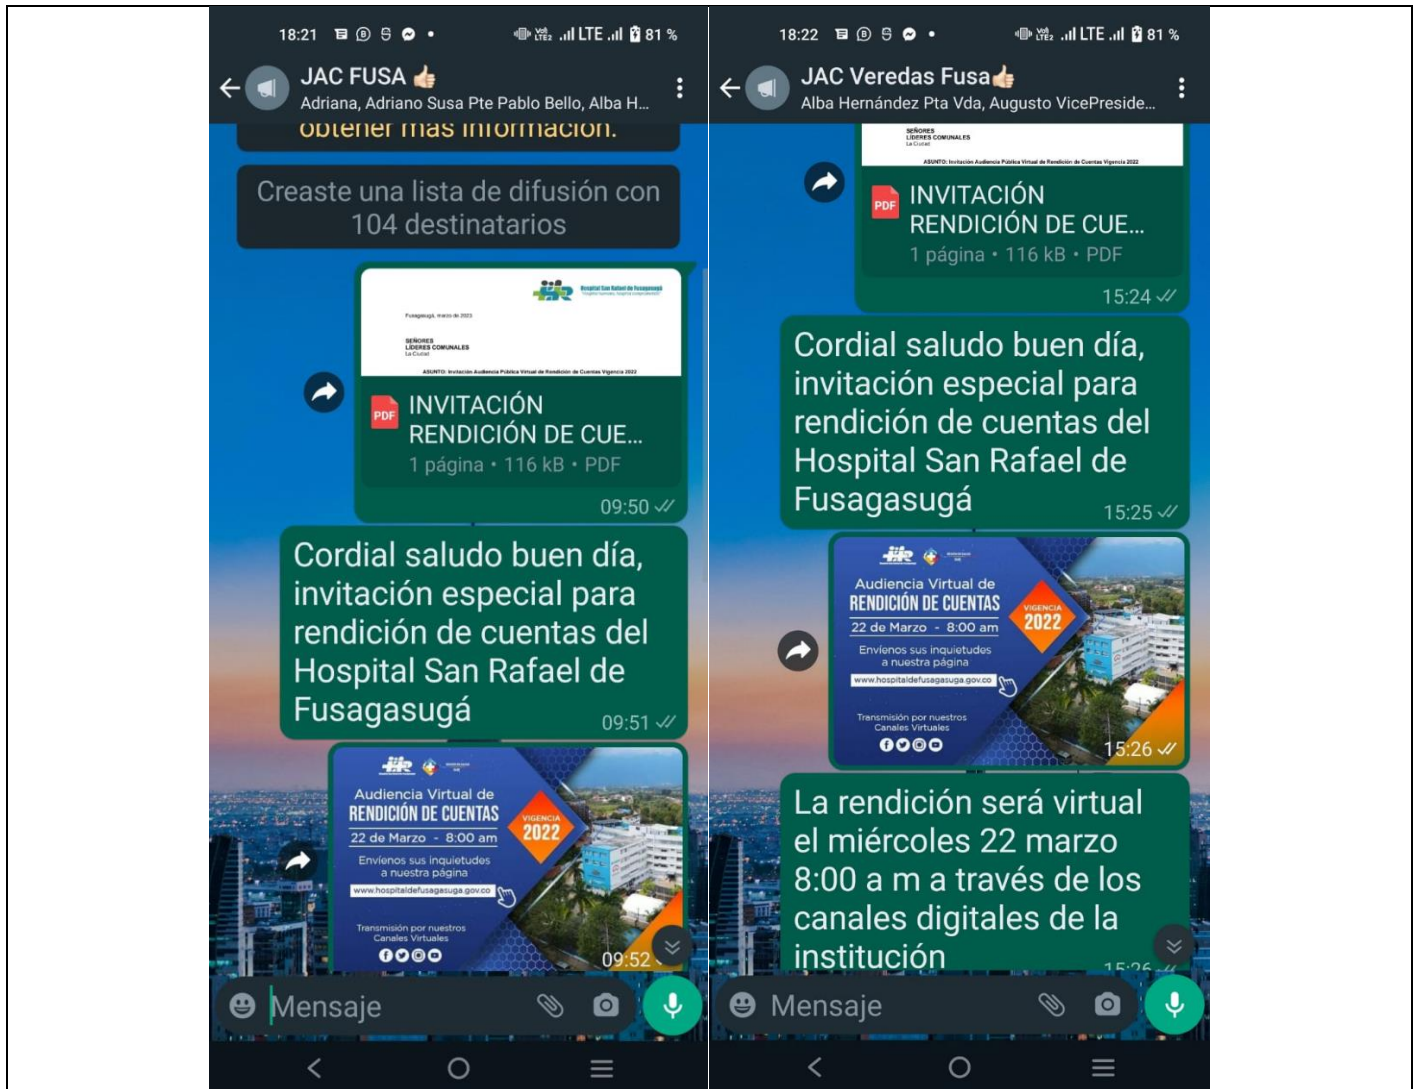 18:21
LTE 81 %
JAC FUSA 👍🏻
Adriana, Adriano Susa Pte Pablo Bello, Alba H...
obtener más información.
Creaste una lista de difusión con
104 destinatarios
Hospital San Rafael de Fusagasugá
Fusagasugá, marzo de 2023
SEÑORES
LÍDERES COMUNALES
La Ciudad
ASUNTO: Invitación Audiencia Pública Virtual de Rendición de Cuentas Vigencia 2022
PDF
INVITACIÓN
RENDICIÓN DE CUE...
1 página • 116 kB • PDF
09:50
Cordial saludo buen día,
invitación especial para
rendición de cuentas del
Hospital San Rafael de
Fusagasugá
09:51
Audiencia Virtual de
RENDICIÓN DE CUENTAS
22 de Marzo - 8:00 am
VIGENCIA
2022
Envíenos sus inquietudes
a nuestra página
www.hospitaldefusagasuga.gov.co
Transmisión por nuestros
Canales Virtuales
09:52
Mensaje
18:22
LTE 81 %
JAC Veredas Fusa👍🏻
Alba Hernández Pta Vda, Augusto VicePreside...
SEÑORES
LÍDERES COMUNALES
La Ciudad
ASUNTO: Invitación Audiencia Pública Virtual de Rendición de Cuentas Vigencia 2022
PDF
INVITACIÓN
RENDICIÓN DE CUE...
1 página • 116 kB • PDF
15:24
Cordial saludo buen día,
invitación especial para
rendición de cuentas del
Hospital San Rafael de
Fusagasugá
15:25
Audiencia Virtual de
RENDICIÓN DE CUENTAS
22 de Marzo - 8:00 am
VIGENCIA
2022
Envíenos sus inquietudes
a nuestra página
www.hospitaldefusagasuga.gov.co
Transmisión por nuestros
Canales Virtuales
15:26
La rendición será virtual
el miércoles 22 marzo
8:00 a m a través de los
canales digitales de la
institución
15:26
Mensaje